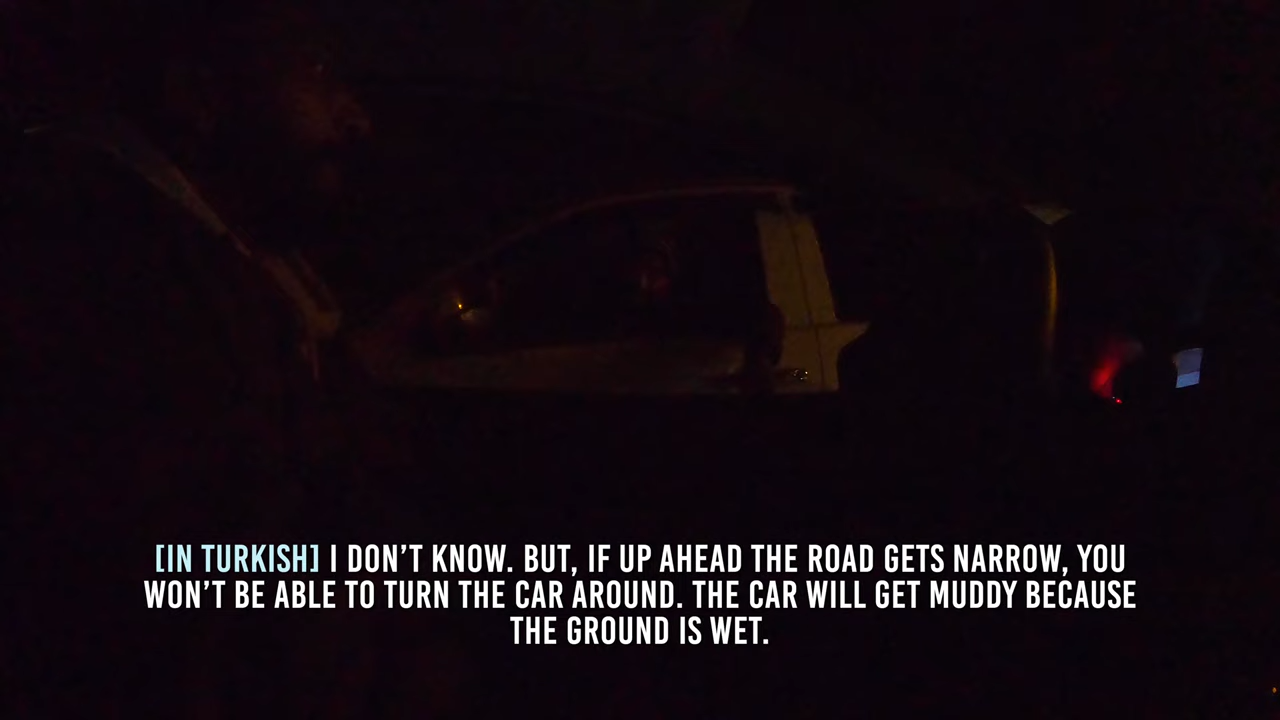 [IN TURKISH] I DON'T KNOW. BUT, IF UP AHEAD THE ROAD GETS NARROW, YOU
WON'T BE ABLE TO TURN THE CAR AROUND. THE CAR WILL GET MUDDY BECAUSE
THE GROUND IS WET.